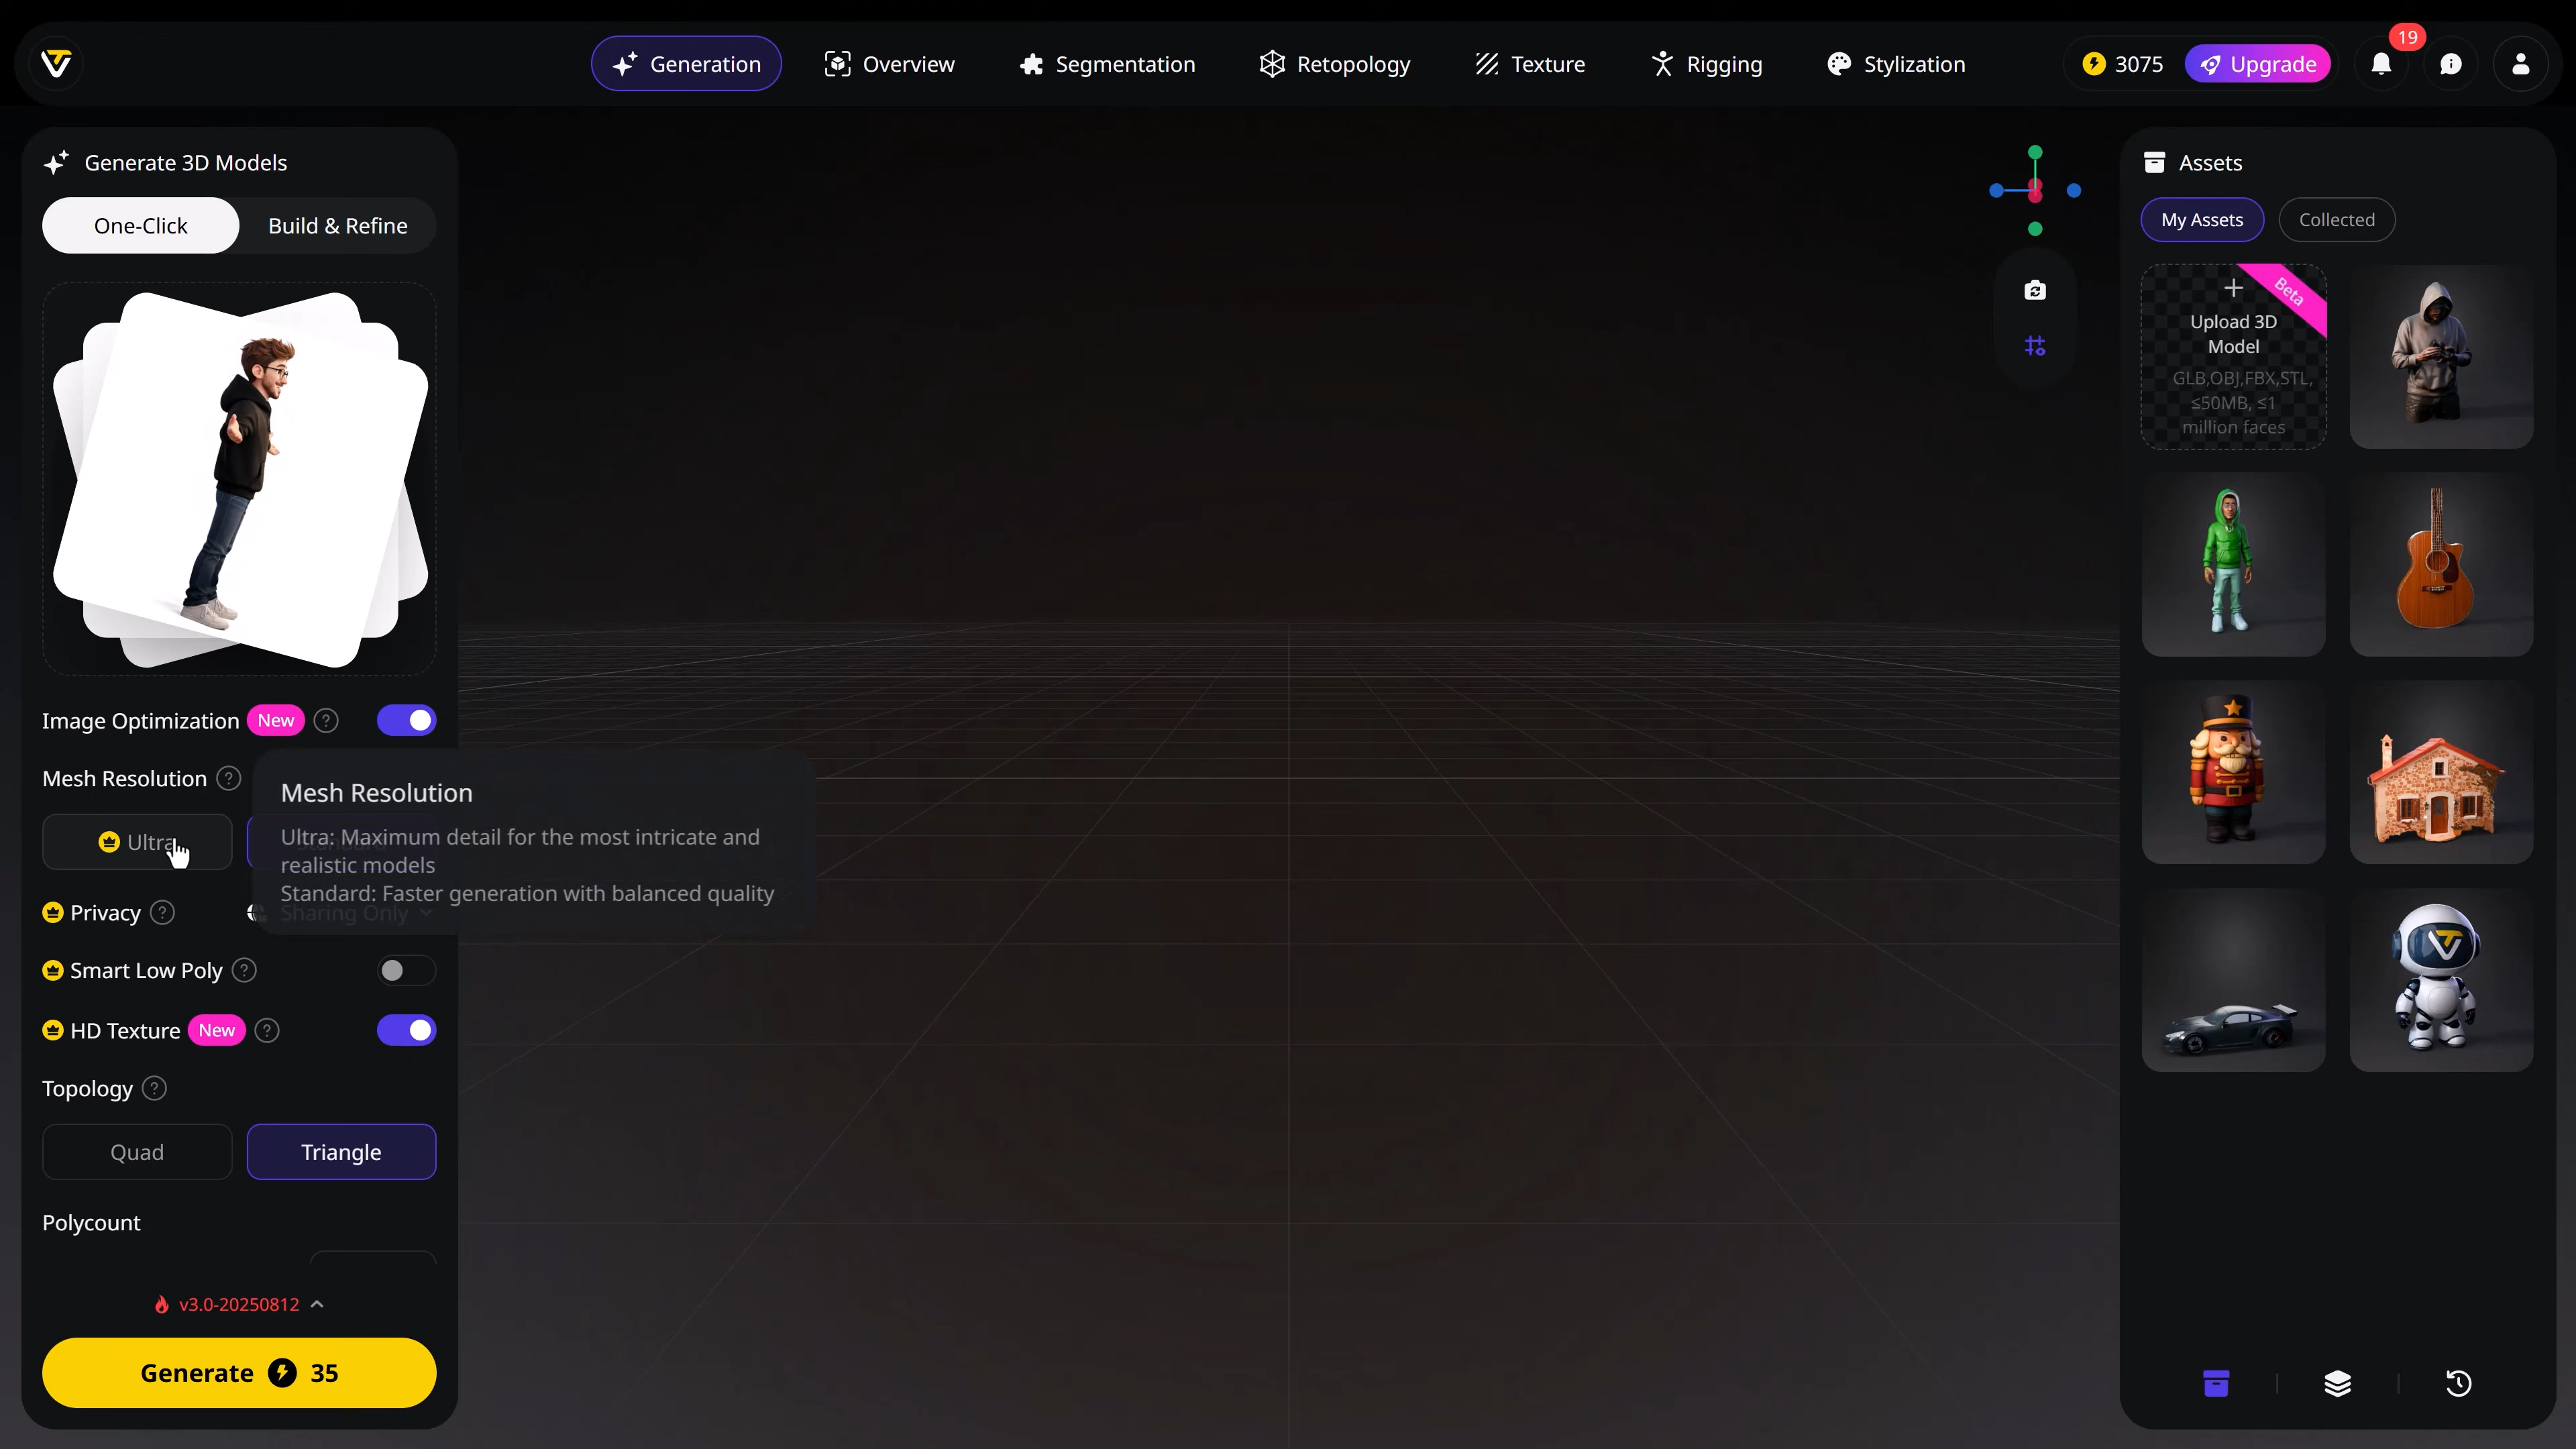 Generation
Overview
Segmentation
Retopology
Texture
Rigging
Stylization
3075
Upgrade
19
Generate 3D Models
One-Click
Build & Refine
Image Optimization New ?
Mesh Resolution ?
Ultra
Mesh Resolution
Ultra: Maximum detail for the most intricate and
realistic models
Standard: Faster generation with balanced quality
Privacy ?
Sharing Only
Smart Low Poly ?
HD Texture New ?
Topology ?
Quad
Triangle
Polycount
v3.0-20250812
Generate 35
Assets
My Assets
Collected
Beta
Upload 3D
Model
GLB,OBJ,FBX,STL,
≤50MB, ≤1
million faces